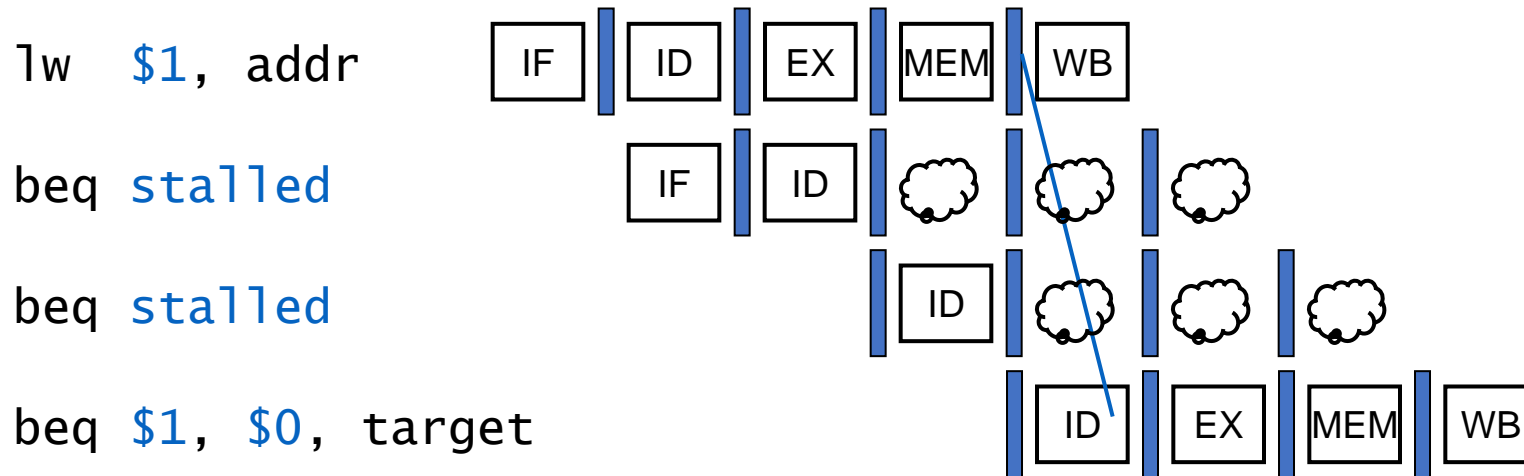 lw $1, addr IF ID EX MEM WB
beq stalled IF ID
beq stalled ID
beq $1, $0, target ID EX MEM WB